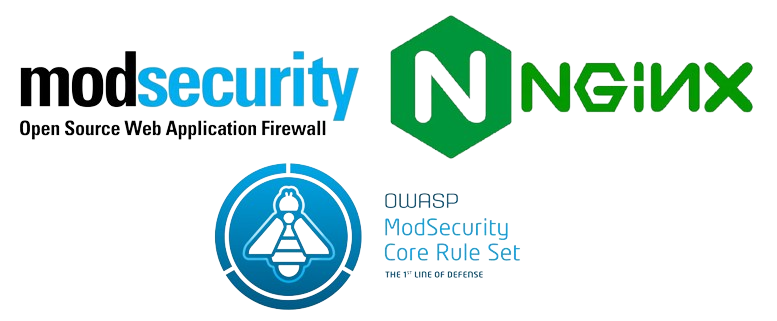 modsecurity
Open Source Web Application Firewall
N NGiNX
OWASP
ModSecurity
Core Rule Set
THE 1ST LINE OF DEFENSE